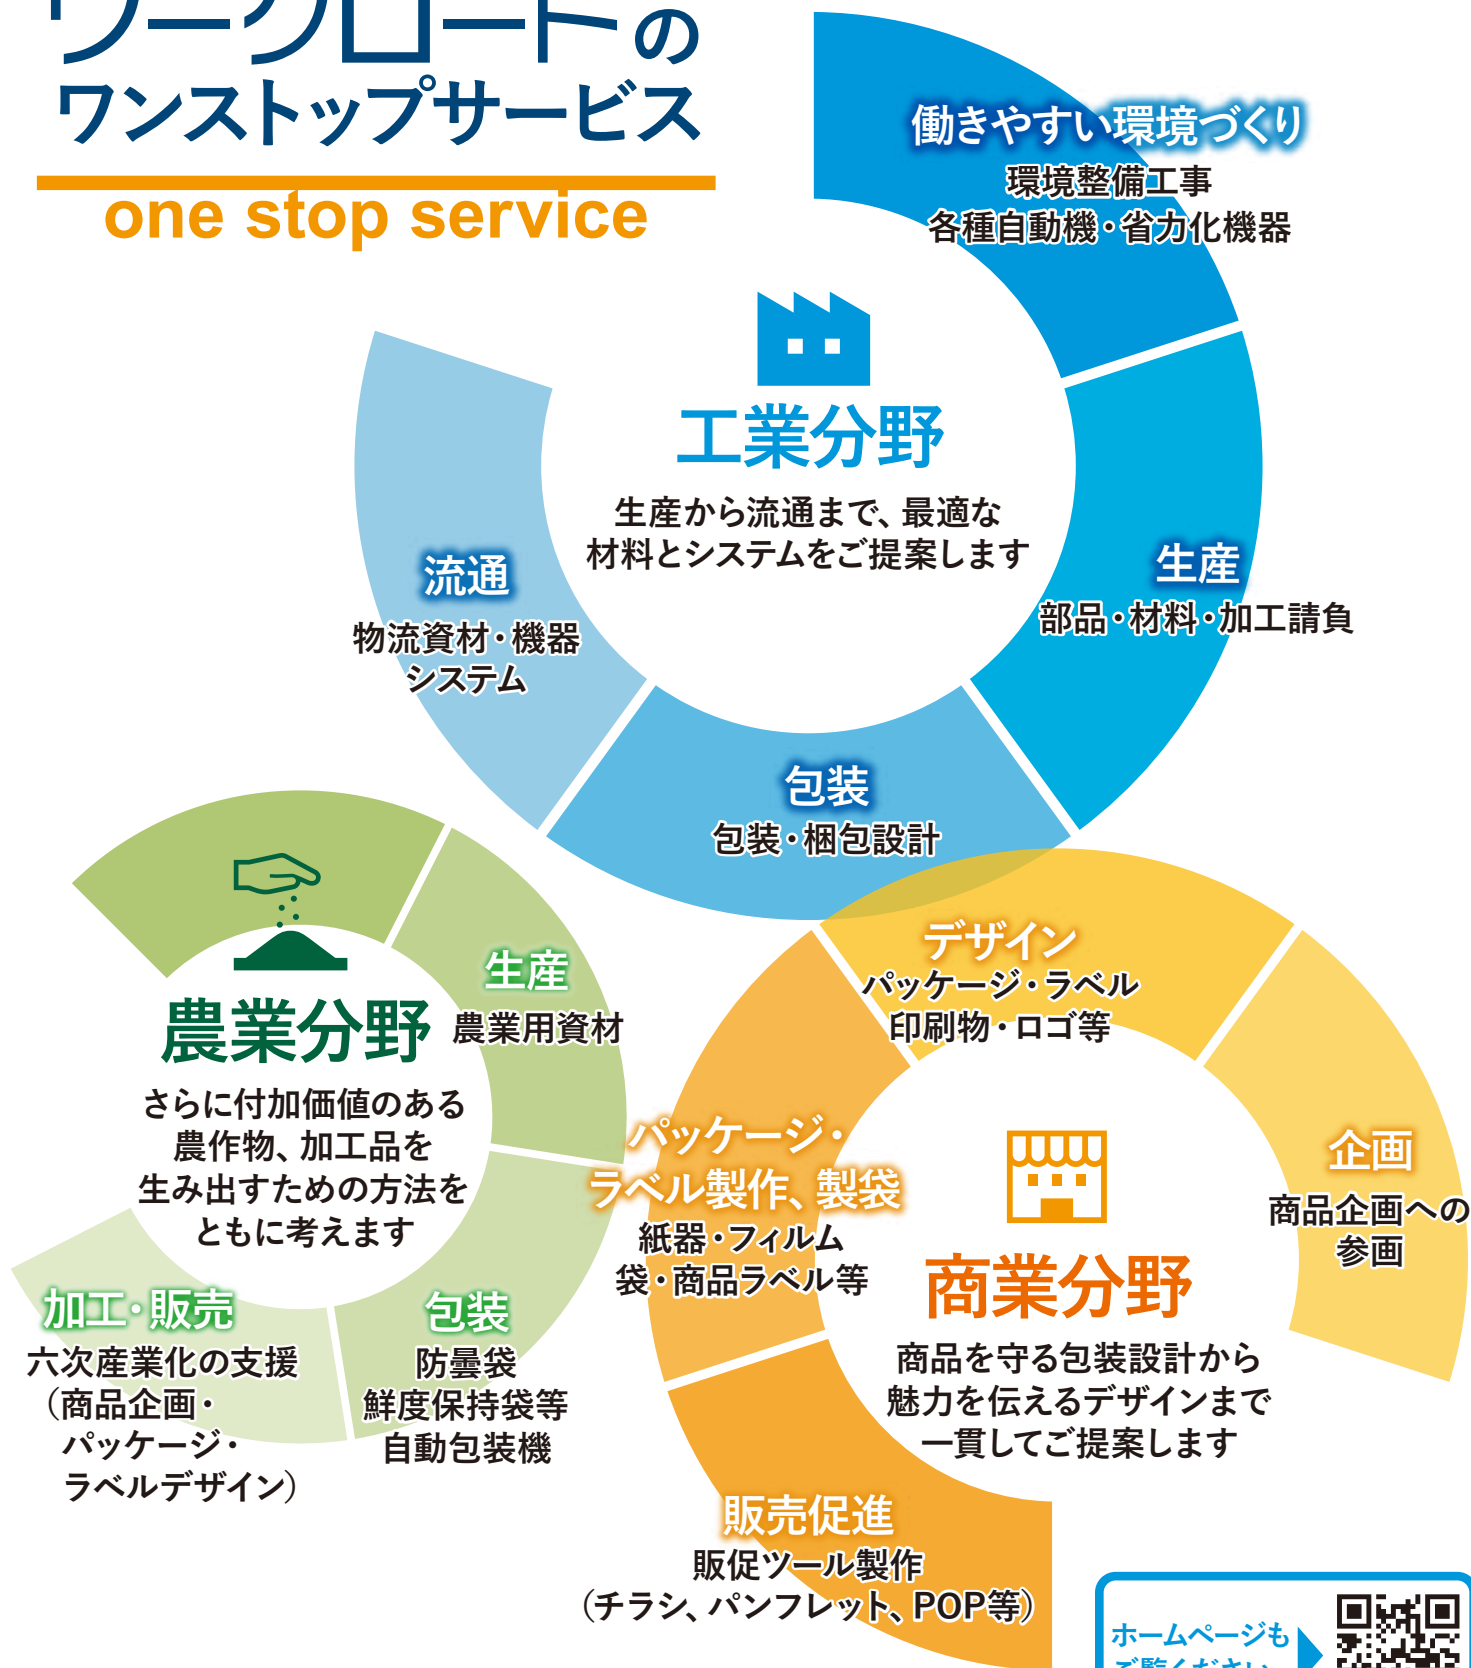 ワークロードの
ワンストップサービス
one stop service
働きやすい環境づくり
環境整備工事
各種自動機・省力化機器
工業分野
生産から流通まで、最適な
材料とシステムをご提案します
生産
部品・材料・加工請負
流通
物流資材・機器
システム
包装
包装・梱包設計
農業分野
さらに付加価値のある
農作物、加工品を
生み出すための方法を
ともに考えます
生産
農業用資材
包装
防曇袋
鮮度保持袋等
自動包装機
加工・販売
六次産業化の支援
（商品企画・
パッケージ・
ラベルデザイン）
デザイン
パッケージ・ラベル
印刷物・ロゴ等
企画
商品企画への
参画
パッケージ・
ラベル製作、製袋
紙器・フィルム
袋・商品ラベル等
商業分野
商品を守る包装設計から
魅力を伝えるデザインまで
一貫してご提案します
販売促進
販促ツール製作
（チラシ、パンフレット、POP等）
ホームページも
ご覧ください